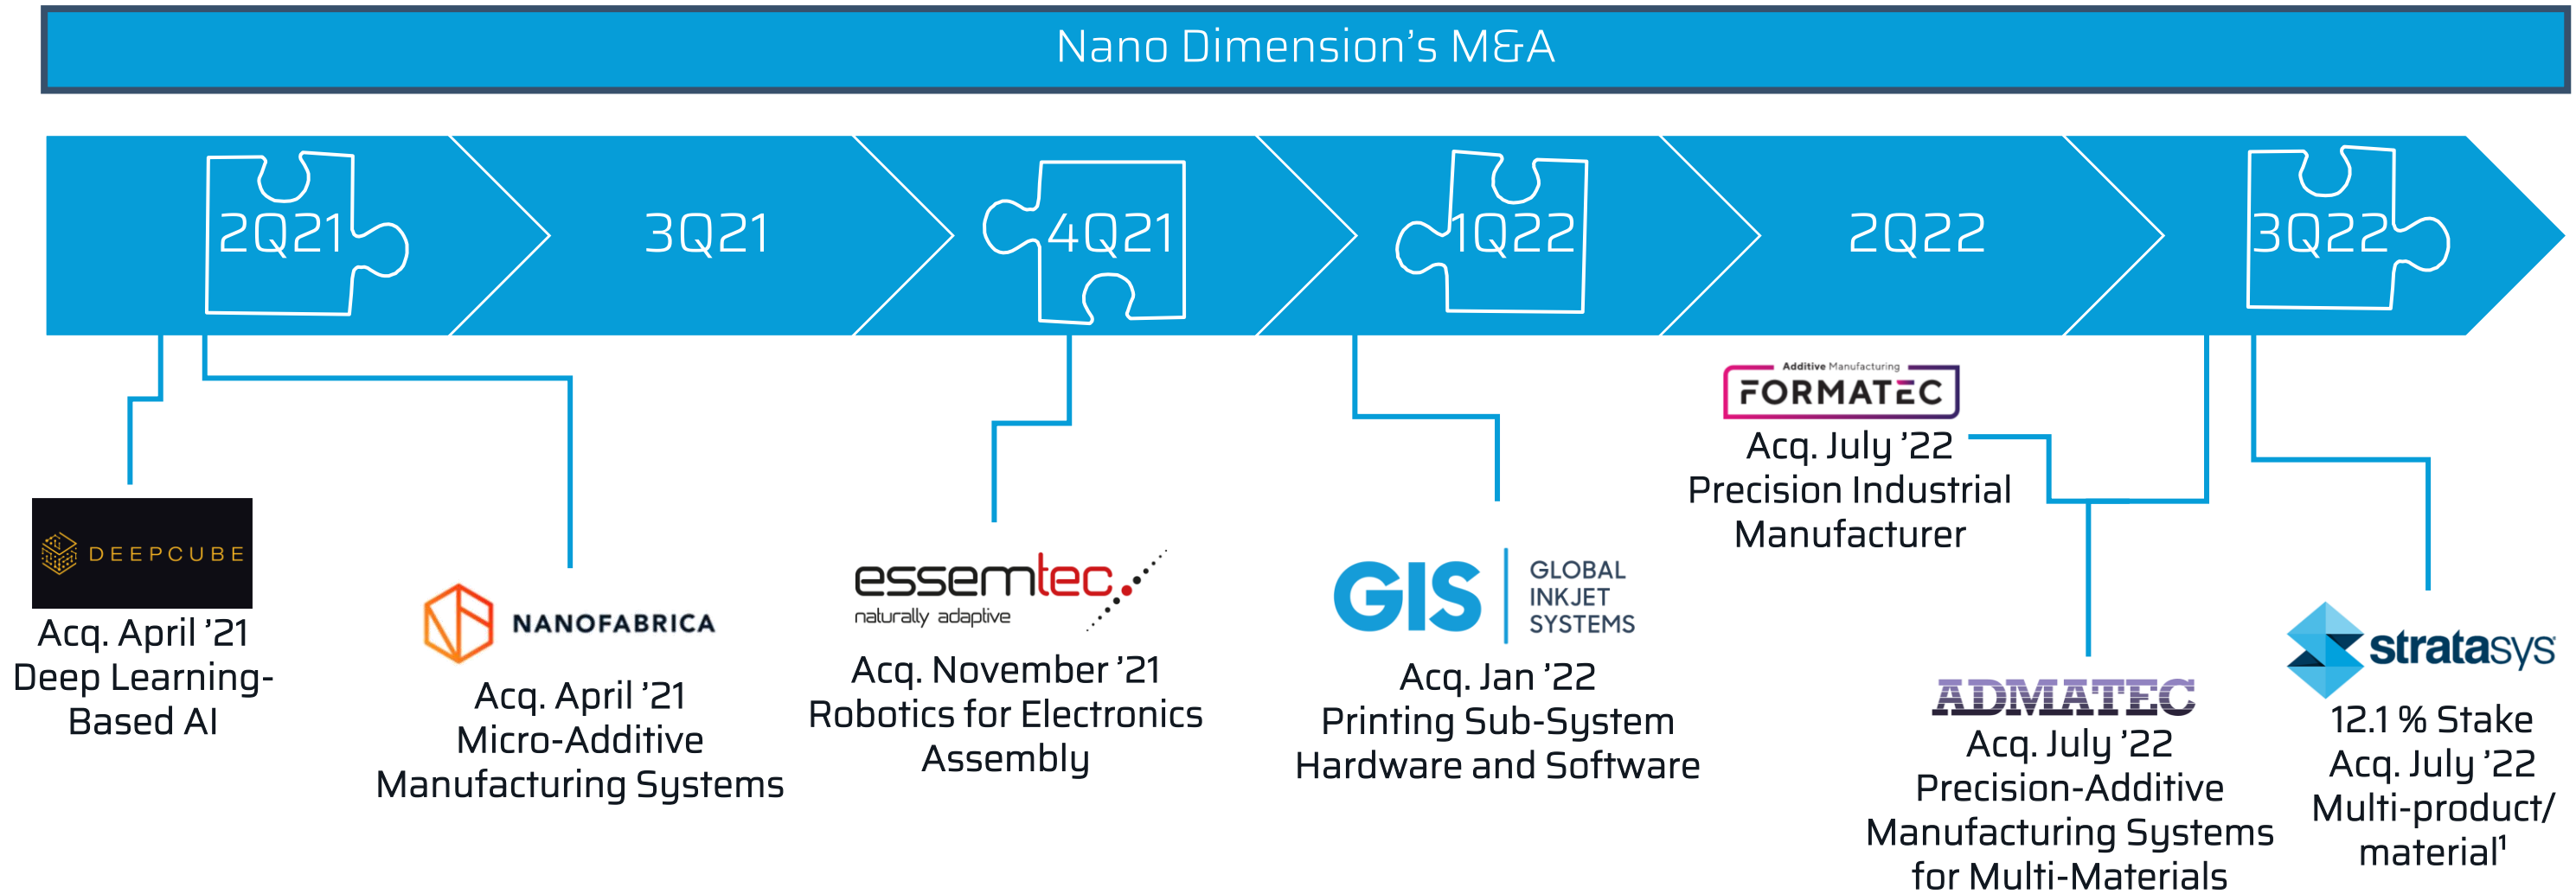 Nano Dimension’s M&A
2Q21
3Q21
4Q21
1Q22
2Q22
3Q22
DEEPCUBE
Acq. April ’21
Deep Learning-
Based AI
NANOFABRICA
Acq. April ’21
Micro-Additive
Manufacturing Systems
essemtec
naturally adaptive
Acq. November ’21
Robotics for Electronics
Assembly
GIS
GLOBAL
INKJET
SYSTEMS
Acq. Jan ’22
Printing Sub-System
Hardware and Software
Additive Manufacturing
FORMATEC
Acq. July ’22
Precision Industrial
Manufacturer
ADMATEC
Acq. July ’22
Precision-Additive
Manufacturing Systems
for Multi-Materials
stratasys
12.1 % Stake
Acq. July ’22
Multi-product/
material¹